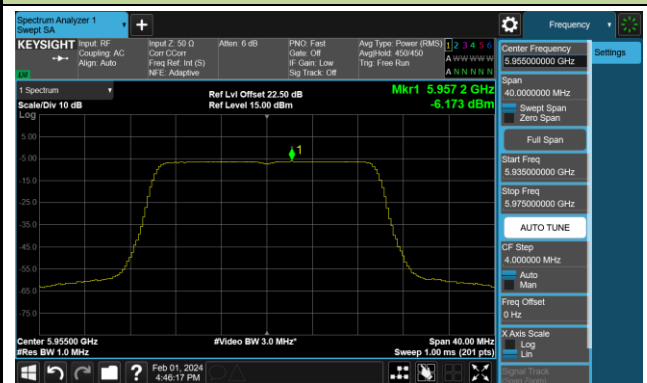 Spectrum Analyzer 1
Swept SA
+
Frequency
KEYSIGHT
Input: RF
Coupling: AC
Align: Auto
Input Z: 50 Ω
Corr CCorr
Freq Ref: Int (S)
NFE: Adaptive
Atten: 6 dB
PNO: Fast
Gate: Off
IF Gain: Low
Sig Track: Off
Avg Type: Power (RMS)
Avg|Hold: 450/450
Trig: Free Run
1 2 3 4 5 6
A W W W W W
A N N N N N
LXI
1 Spectrum
Scale/Div 10 dB
Log
Ref Lvl Offset 22.50 dB
Ref Level 15.00 dBm
Mkr1 5.957 2 GHz
-6.173 dBm
1
5.00
-5.00
-15.0
-25.0
-35.0
-45.0
-55.0
-65.0
-75.0
Center 5.95500 GHz
#Res BW 1.0 MHz
#Video BW 3.0 MHz*
Span 40.00 MHz
Sweep 1.00 ms (201 pts)
Feb 01, 2024
4:46:17 PM
Center Frequency
5.955000000 GHz
Settings
Span
40.0000000 MHz
Swept Span
Zero Span
Full Span
Start Freq
5.935000000 GHz
Stop Freq
5.975000000 GHz
AUTO TUNE
CF Step
4.000000 MHz
Auto
Man
Freq Offset
0 Hz
X Axis Scale
Log
Lin
Signal Track